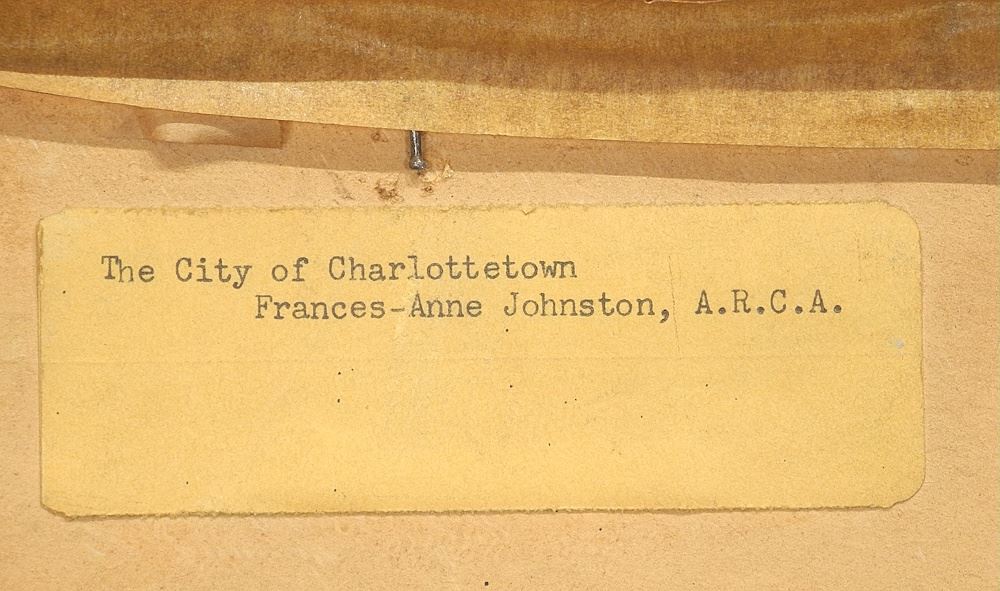 The City of Charlottetown
Frances-Anne Johnston, A.R.C.A.